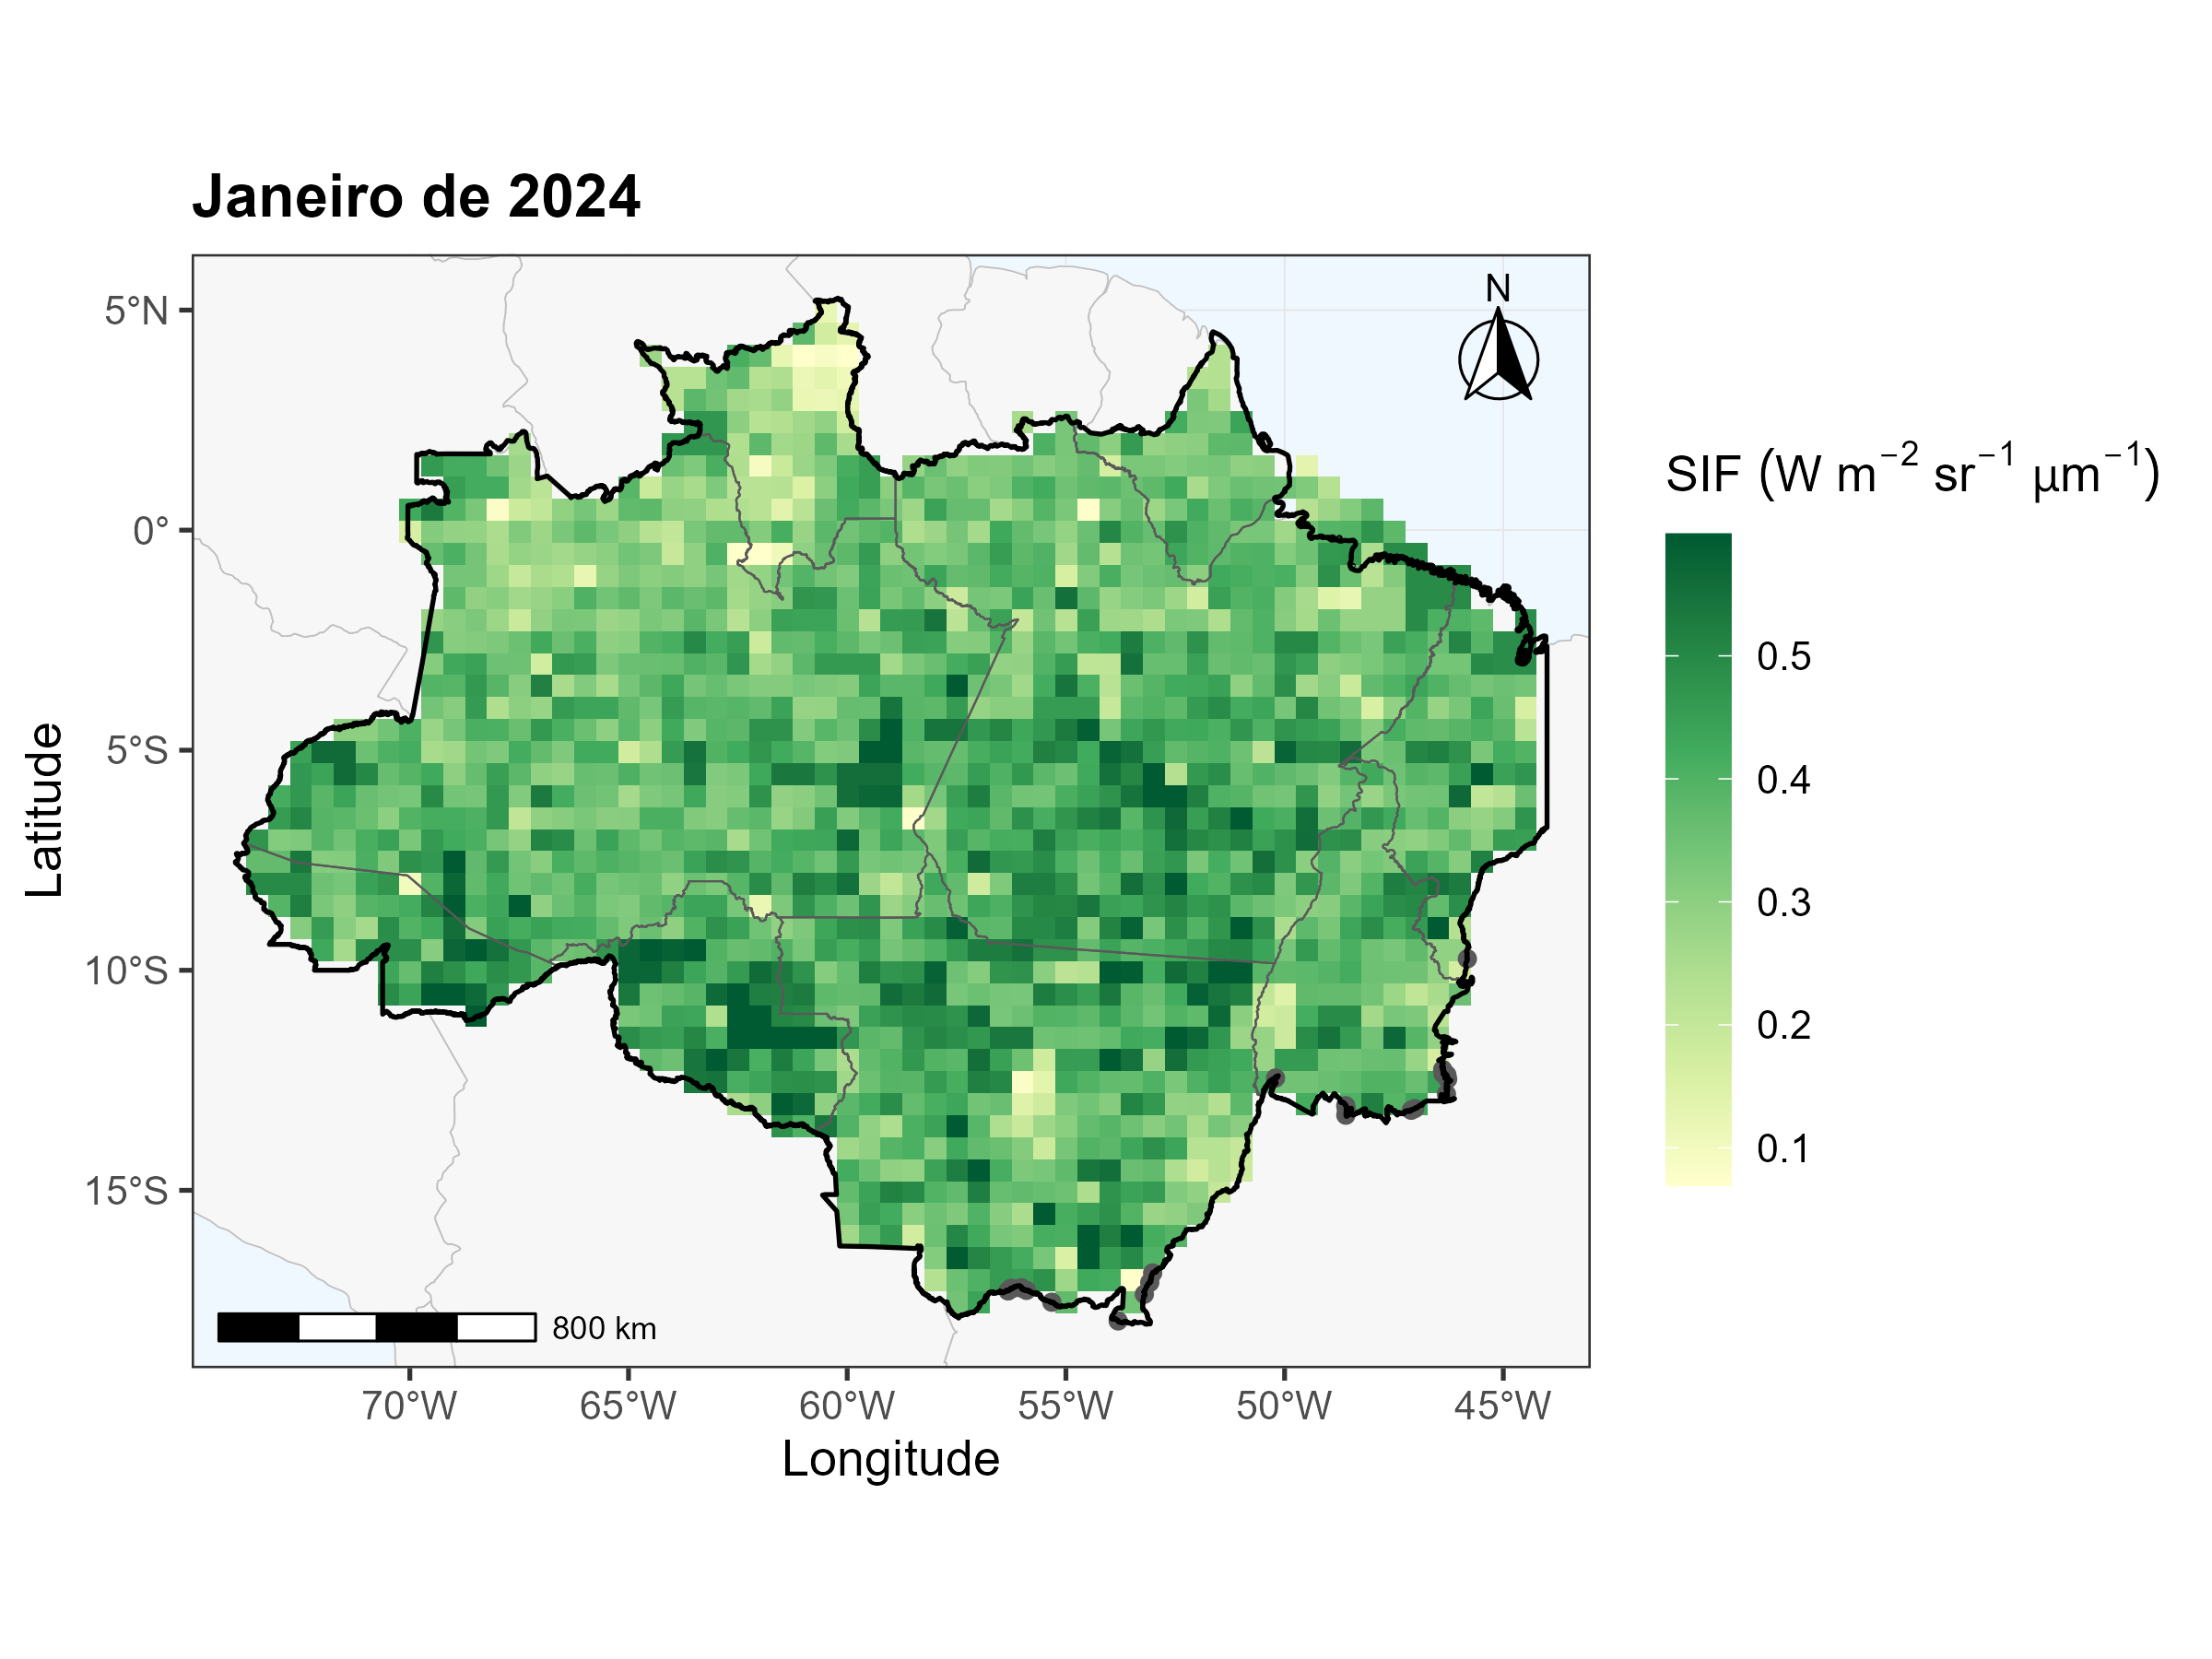 Janeiro de 2024
N
5°N
0°
5°S
10°S
15°S
Latitude
800 km
70°W 65°W 60°W 55°W 50°W 45°W
Longitude
SIF (W m⁻² sr⁻¹ μm⁻¹)
0.5
0.4
0.3
0.2
0.1